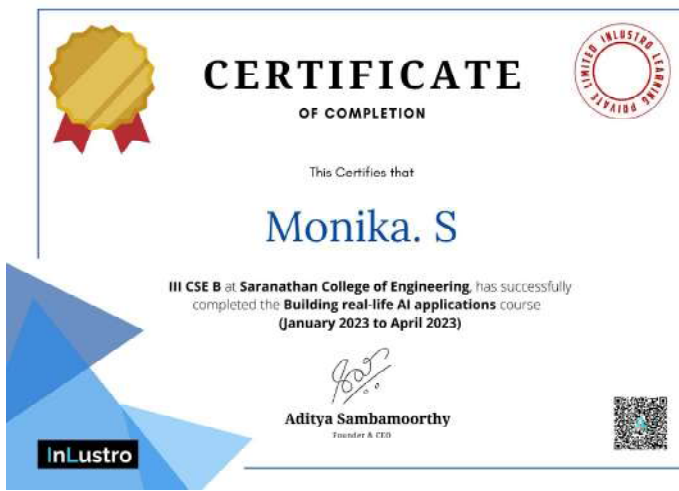 CERTIFICATE
OF COMPLETION
INLUSTRO LEARNING PRIVATE LIMITED
This Certifies that
Monika. S
III CSE B at Saranathan College of Engineering, has successfully
completed the Building real-life AI applications course
(January 2023 to April 2023)
Aditya Sambamoorthy
Founder & CEO
InLustro